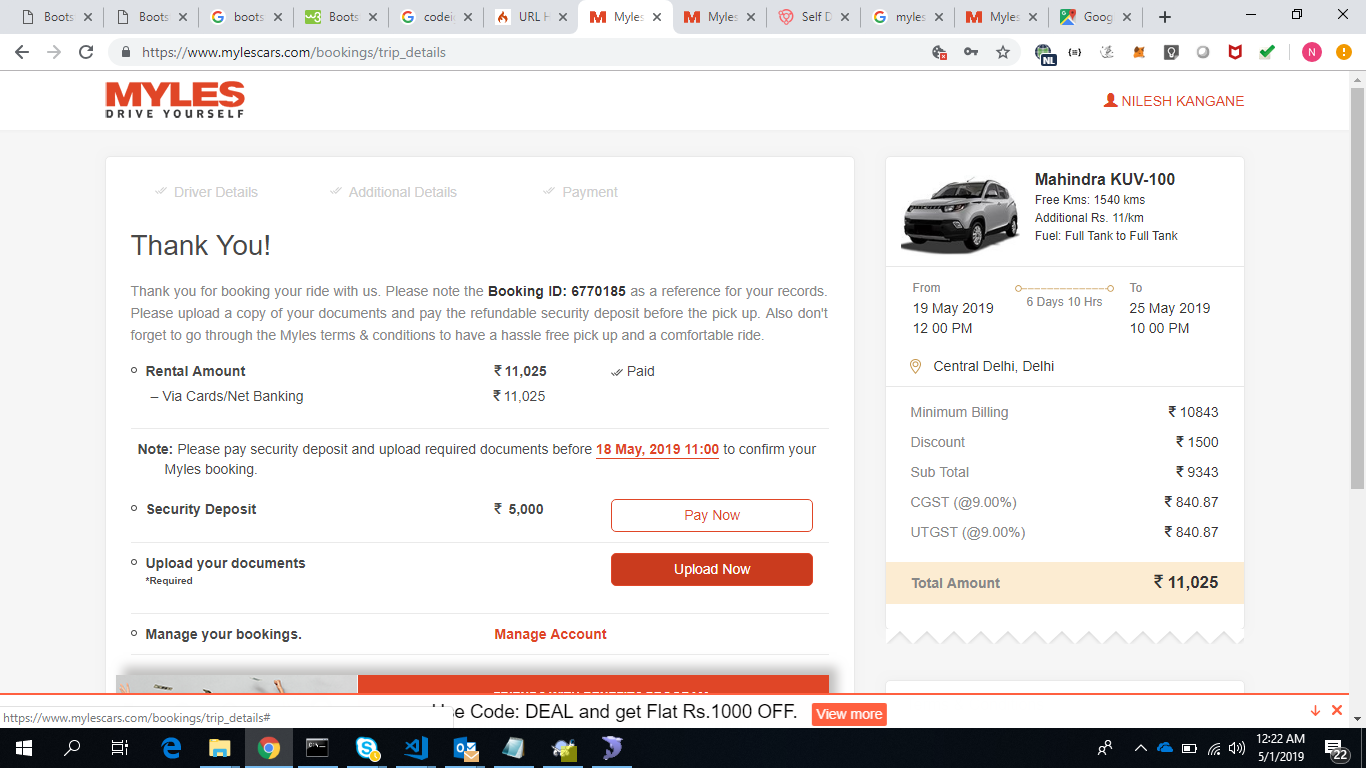 Boots
Boots
boots
Boots
codei
URL H
Myles
Myles
Self D
myles
Myles
Goog
https://www.mylescars.com/bookings/trip_details
NL
N
MYLES
DRIVE YOURSELF
NILESH KANGANE
Driver Details
Additional Details
Payment
Thank You!
Thank you for booking your ride with us. Please note the Booking ID: 6770185 as a reference for your records.
Please upload a copy of your documents and pay the refundable security deposit before the pick up. Also don't
forget to go through the Myles terms & conditions to have a hassle free pick up and a comfortable ride.
Rental Amount ₹ 11,025 Paid
– Via Cards/Net Banking ₹ 11,025
Note: Please pay security deposit and upload required documents before 18 May, 2019 11:00 to confirm your
Myles booking.
Security Deposit ₹ 5,000 Pay Now
Upload your documents Upload Now
*Required
Manage your bookings. Manage Account
Mahindra KUV-100
Free Kms: 1540 kms
Additional Rs. 11/km
Fuel: Full Tank to Full Tank
From To
6 Days 10 Hrs
19 May 2019 25 May 2019
12 00 PM 10 00 PM
Central Delhi, Delhi
Minimum Billing ₹ 10843
Discount ₹ 1500
Sub Total ₹ 9343
CGST (@9.00%) ₹ 840.87
UTGST (@9.00%) ₹ 840.87
Total Amount ₹ 11,025
Code: DEAL and get Flat Rs.1000 OFF. View more
https://www.mylescars.com/bookings/trip_details#
12:22 AM
5/1/2019
22